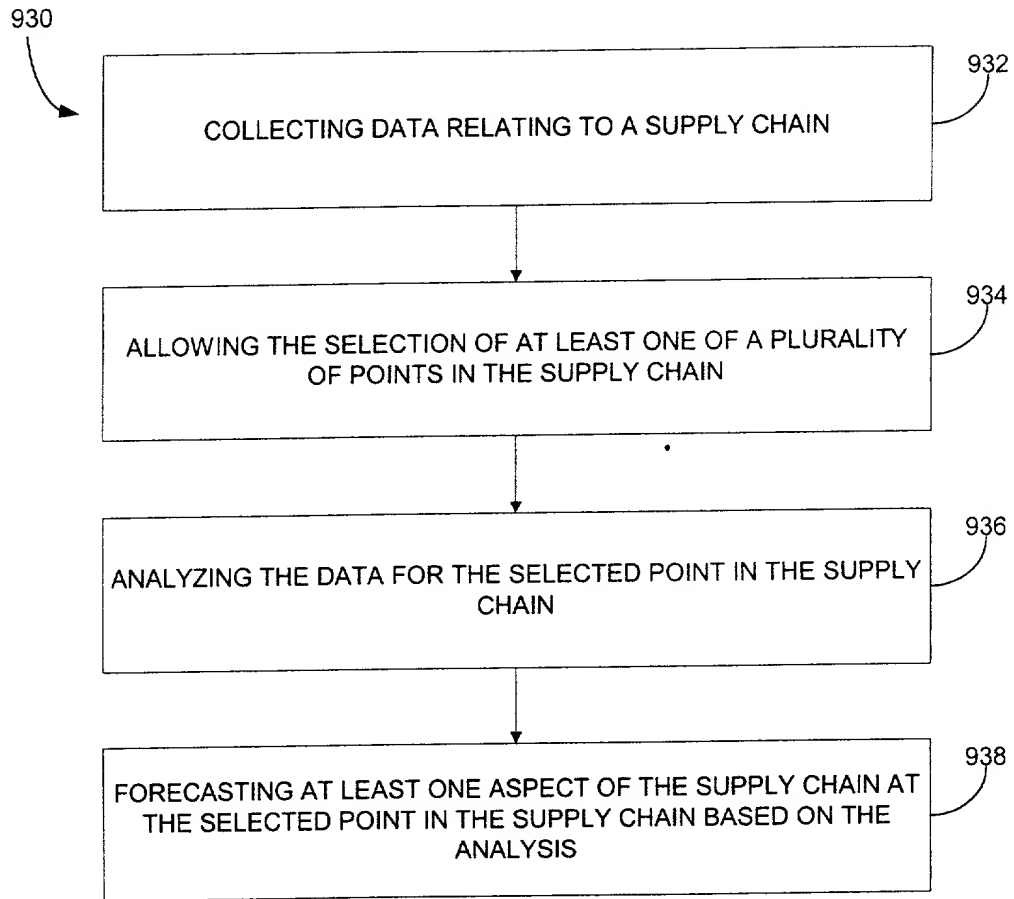 930
932
COLLECTING DATA RELATING TO A SUPPLY CHAIN
934
ALLOWING THE SELECTION OF AT LEAST ONE OF A PLURALITY
OF POINTS IN THE SUPPLY CHAIN
936
ANALYZING THE DATA FOR THE SELECTED POINT IN THE SUPPLY
CHAIN
938
FORECASTING AT LEAST ONE ASPECT OF THE SUPPLY CHAIN AT
THE SELECTED POINT IN THE SUPPLY CHAIN BASED ON THE
ANALYSIS